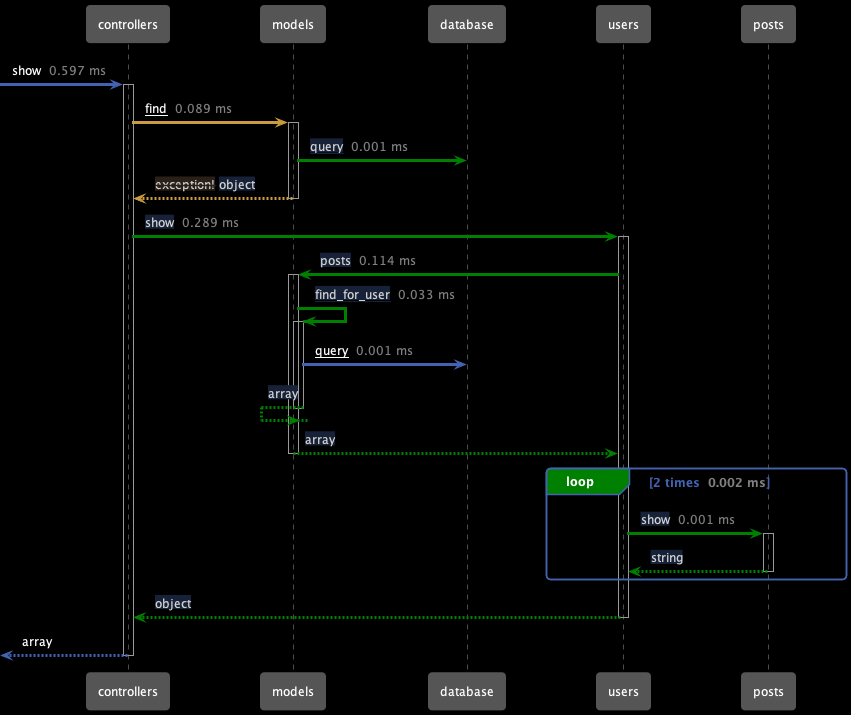 controllers models database users posts
show 0.597 ms
find 0.089 ms
query 0.001 ms
exception! object
show 0.289 ms
posts 0.114 ms
find_for_user 0.033 ms
query 0.001 ms
array
array
loop [2 times 0.002 ms]
show 0.001 ms
string
object
array
controllers models database users posts